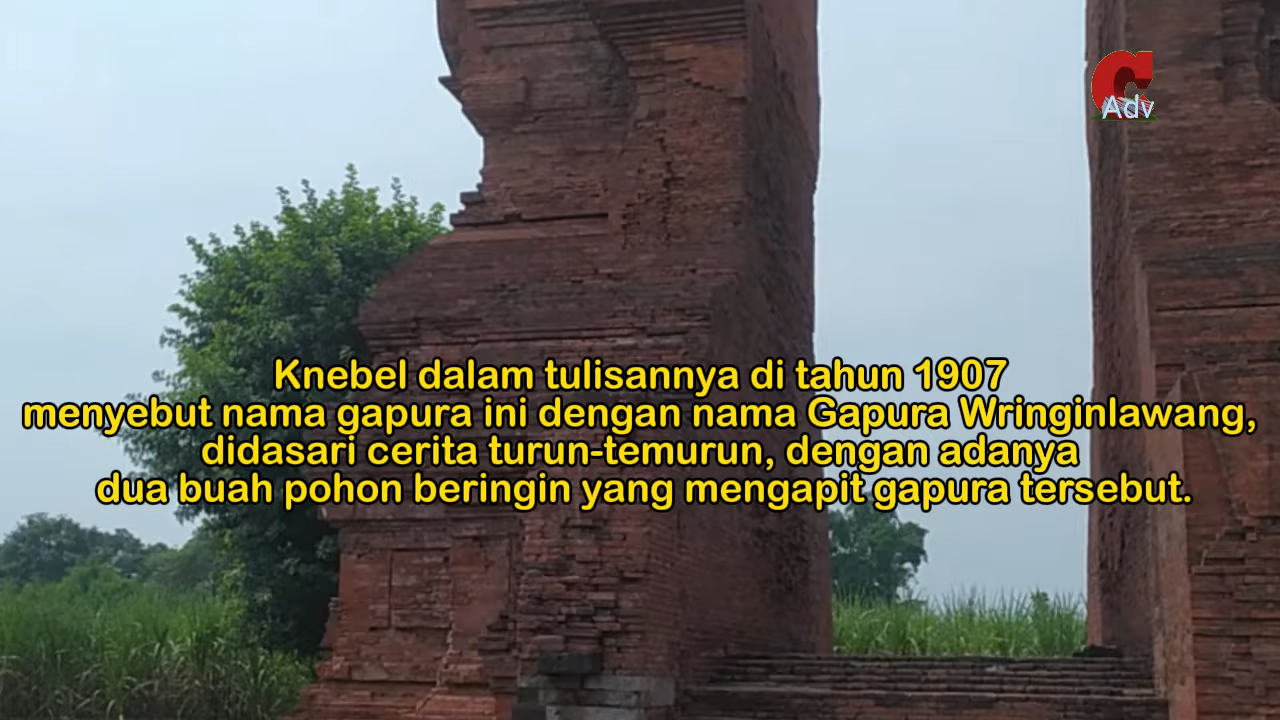 C
Adv
Knebel dalam tulisannya di tahun 1907
menyebut nama gapura ini dengan nama Gapura Wringinlawang,
didasari cerita turun-temurun, dengan adanya
dua buah pohon beringin yang mengapit gapura tersebut.